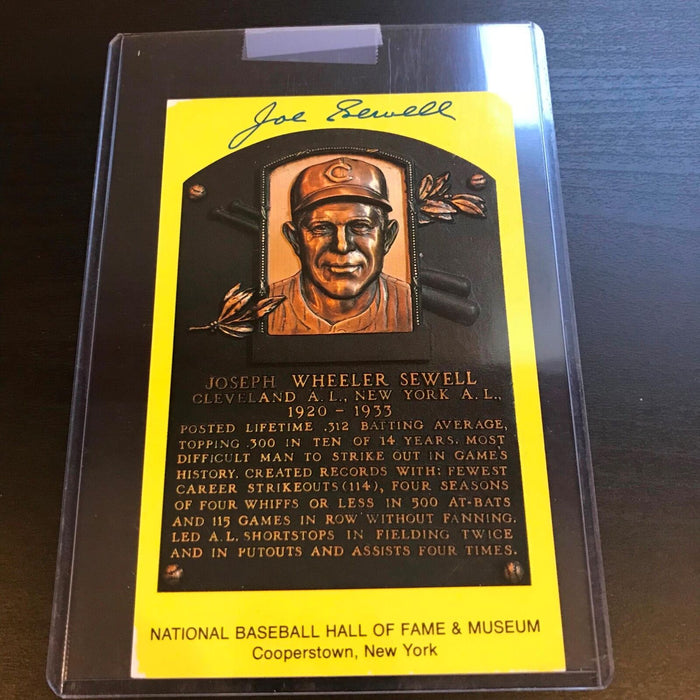 Joe Sewell
C
JOSEPH WHEELER SEWELL
CLEVELAND A.L., NEW YORK A.L.,
1920 - 1933
POSTED LIFETIME .312 BATTING AVERAGE,
TOPPING .300 IN TEN OF 14 YEARS. MOST
DIFFICULT MAN TO STRIKE OUT IN GAME'S
HISTORY. CREATED RECORDS WITH: FEWEST
CAREER STRIKEOUTS (114), FOUR SEASONS
OF FOUR WHIFFS OR LESS IN 500 AT-BATS
AND 115 GAMES IN ROW WITHOUT FANNING.
LED A.L. SHORTSTOPS IN FIELDING TWICE
AND IN PUTOUTS AND ASSISTS FOUR TIMES.
NATIONAL BASEBALL HALL OF FAME & MUSEUM
Cooperstown, New York